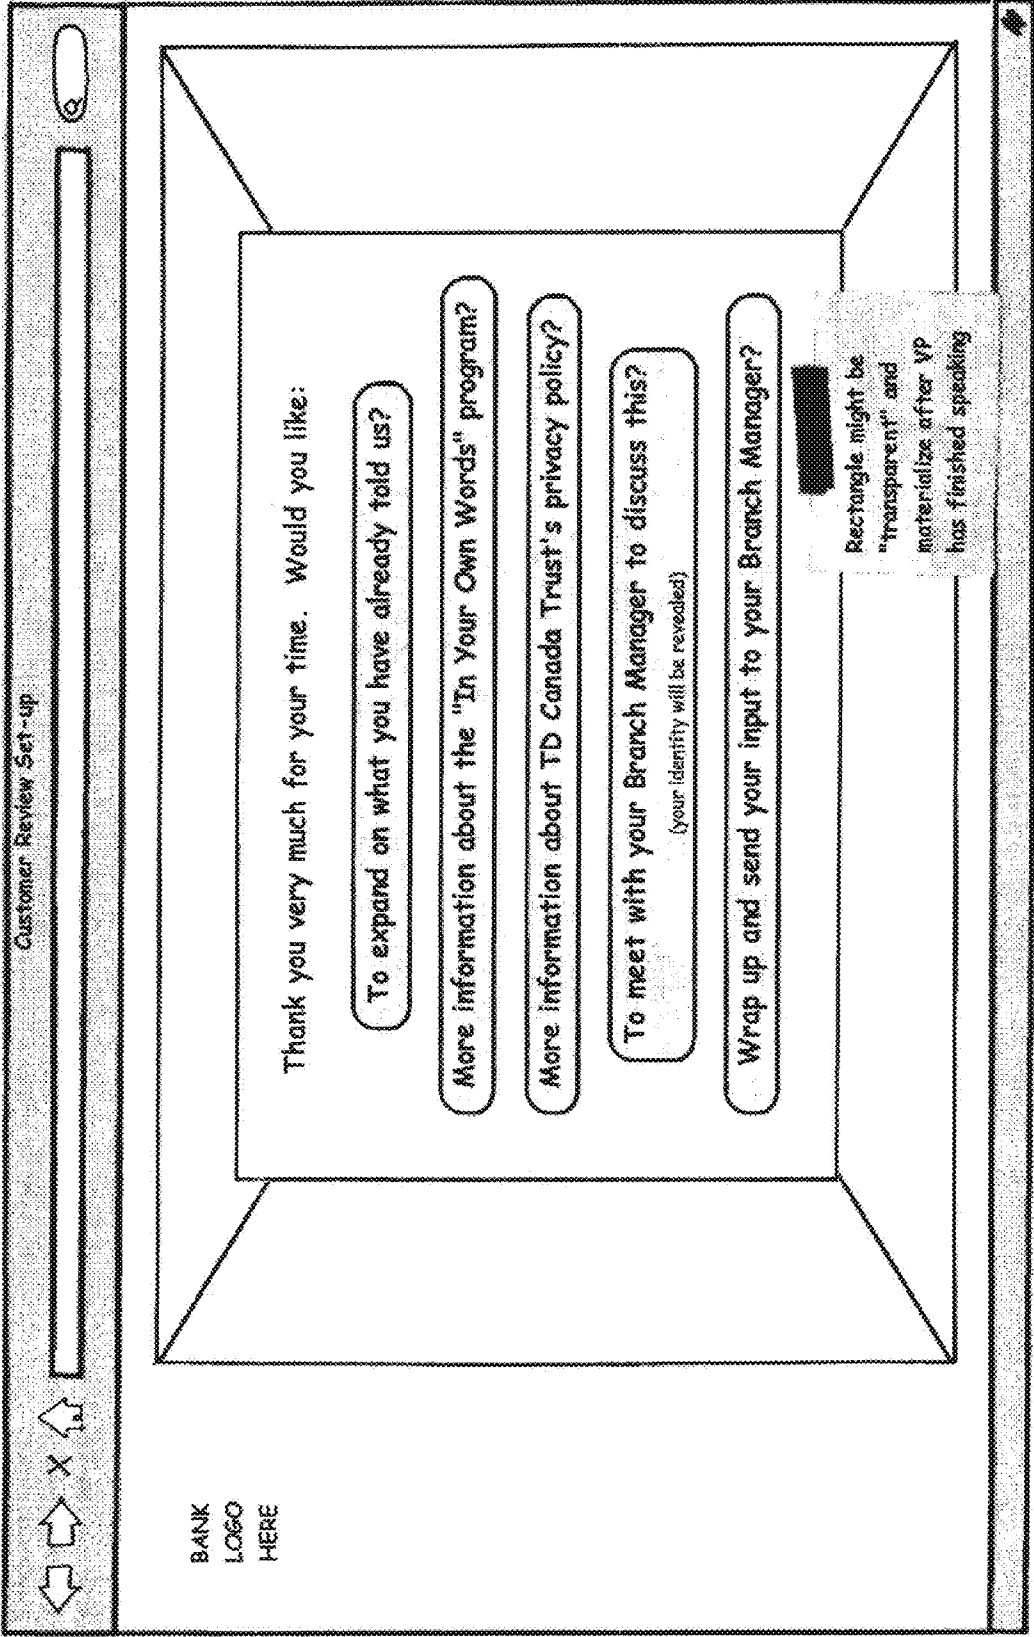 Customer Review Set-up
BANK
LOGO
HERE
Thank you very much for your time.  Would you like:
To expand on what you have already told us?
More information about the "In Your Own Words" program?
More information about TD Canada Trust's privacy policy?
To meet with your Branch Manager to discuss this?
(your identity will be revealed)
Wrap up and send your input to your Branch Manager?
Rectangle might be
"transparent" and
materialize after VP
has finished speaking